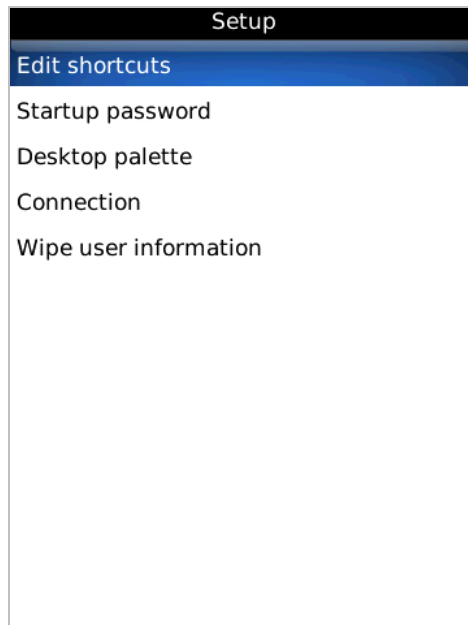 Setup
Edit shortcuts
Startup password
Desktop palette
Connection
Wipe user information